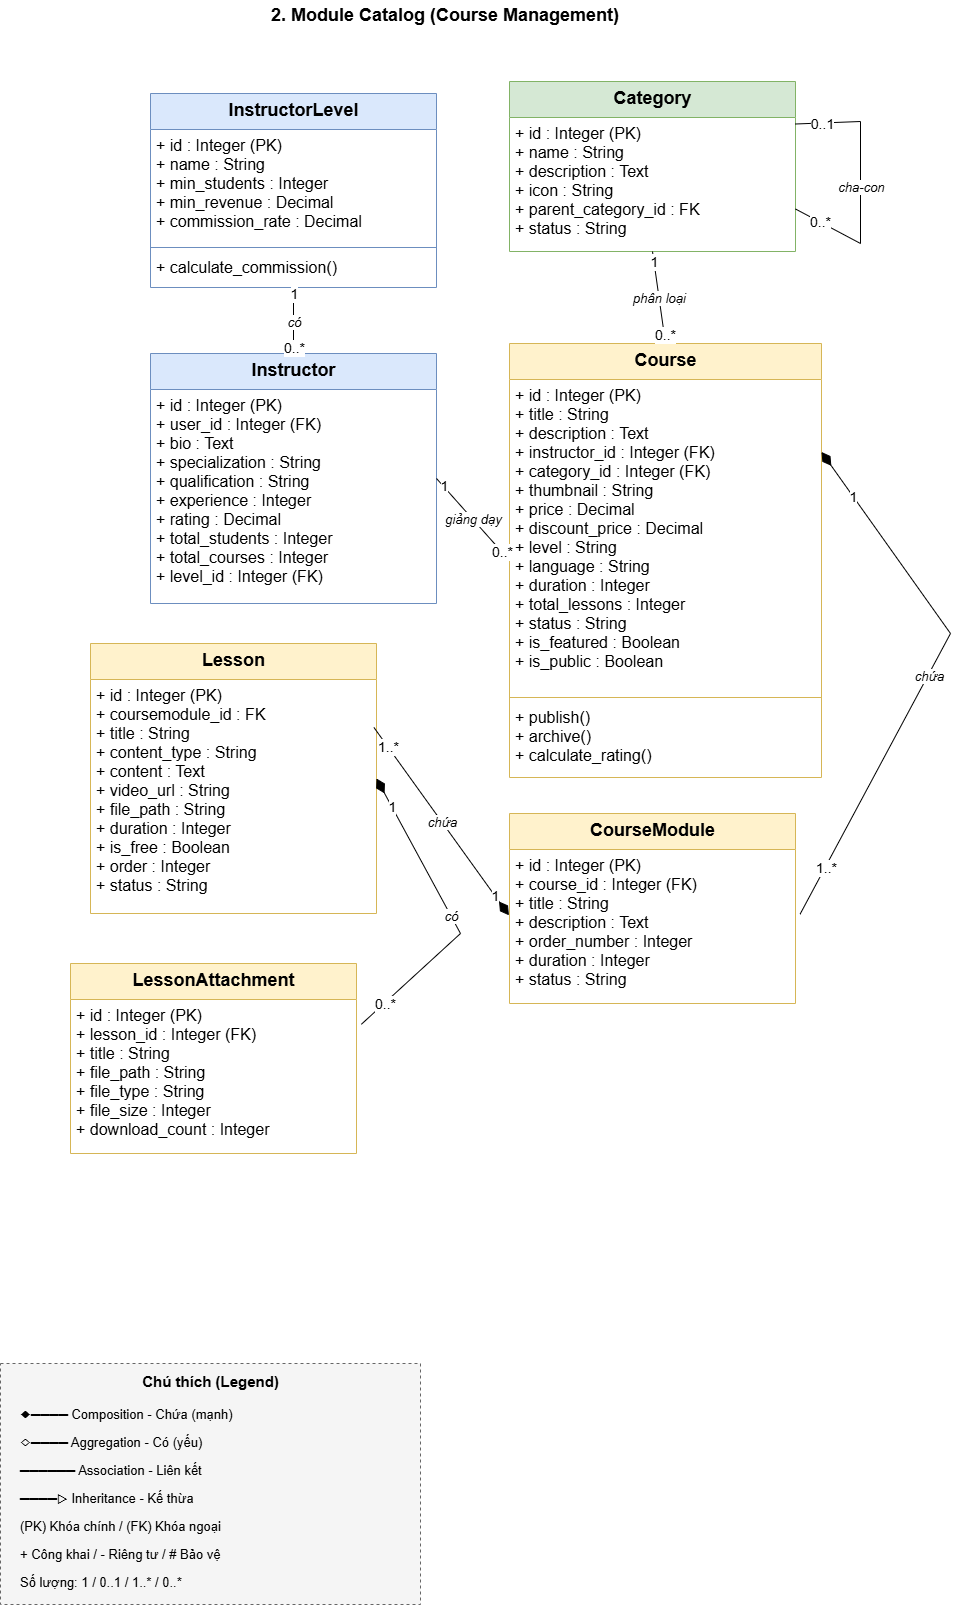 2. Module Catalog (Course Management)
InstructorLevel
+ id : Integer (PK)
+ name : String
+ min_students : Integer
+ min_revenue : Decimal
+ commission_rate : Decimal
+ calculate_commission()
Category
+ id : Integer (PK)
+ name : String
+ description : Text
+ icon : String
+ parent_category_id : FK
+ status : String
0..1
cha-con
0..*
1
có
0..*
1
phân loại
0..*
Instructor
+ id : Integer (PK)
+ user_id : Integer (FK)
+ bio : Text
+ specialization : String
+ qualification : String
+ experience : Integer
+ rating : Decimal
+ total_students : Integer
+ total_courses : Integer
+ level_id : Integer (FK)
1
giảng dạy
0..*
Course
+ id : Integer (PK)
+ title : String
+ description : Text
+ instructor_id : Integer (FK)
+ category_id : Integer (FK)
+ thumbnail : String
+ price : Decimal
+ discount_price : Decimal
+ level : String
+ language : String
+ duration : Integer
+ total_lessons : Integer
+ status : String
+ is_featured : Boolean
+ is_public : Boolean
+ publish()
+ archive()
+ calculate_rating()
1
chứa
1..*
Lesson
+ id : Integer (PK)
+ coursemodule_id : FK
+ title : String
+ content_type : String
+ content : Text
+ video_url : String
+ file_path : String
+ duration : Integer
+ is_free : Boolean
+ order : Integer
+ status : String
1..*
chứa
1
1
có
0..*
CourseModule
+ id : Integer (PK)
+ course_id : Integer (FK)
+ title : String
+ description : Text
+ order_number : Integer
+ duration : Integer
+ status : String
LessonAttachment
+ id : Integer (PK)
+ lesson_id : Integer (FK)
+ title : String
+ file_path : String
+ file_type : String
+ file_size : Integer
+ download_count : Integer
Chú thích (Legend)
◆──── Composition - Chứa (mạnh)
◇──── Aggregation - Có (yếu)
────── Association - Liên kết
────▷ Inheritance - Kế thừa
(PK) Khóa chính / (FK) Khóa ngoại
+ Công khai / - Riêng tư / # Bảo vệ
Số lượng: 1 / 0..1 / 1..* / 0..*